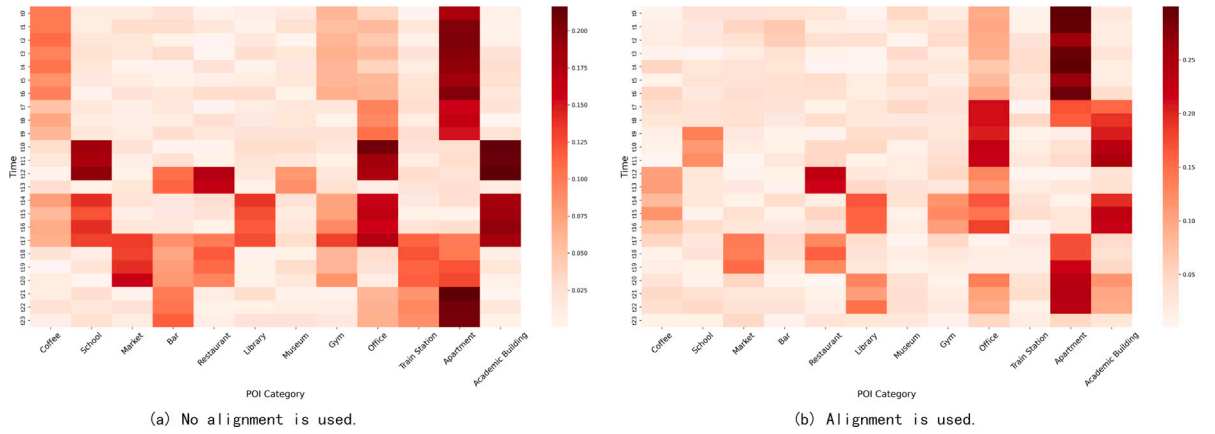 Time
t0
t1
t2
t3
t4
t5
t6
t7
t8
t9
t10
t11
t12
t13
t14
t15
t16
t17
t18
t19
t20
t21
t22
t23
Coffee
School
Market
Bar
Restaurant
Library
Museum
Gym
Office
Train Station
Apartment
Academic Building
POI Category
0.200
0.175
0.150
0.125
0.100
0.075
0.050
0.025
(a) No alignment is used.
Time
t0
t1
t2
t3
t4
t5
t6
t7
t8
t9
t10
t11
t12
t13
t14
t15
t16
t17
t18
t19
t20
t21
t22
t23
Coffee
School
Market
Bar
Restaurant
Library
Museum
Gym
Office
Train Station
Apartment
Academic Building
POI Category
0.25
0.20
0.15
0.10
0.05
(b) Alignment is used.